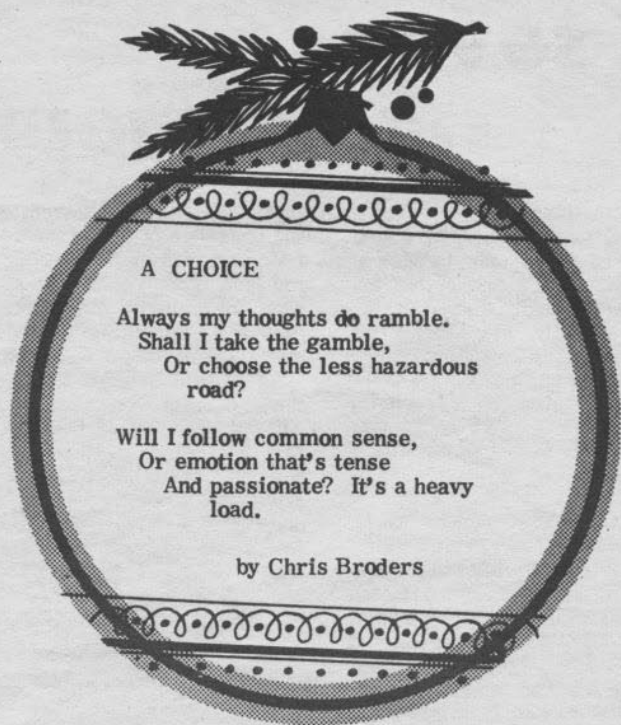 A CHOICE
Always my thoughts do ramble.
Shall I take the gamble,
Or choose the less hazardous
road?
Will I follow common sense,
Or emotion that's tense
And passionate? It's a heavy
load.
by Chris Broders